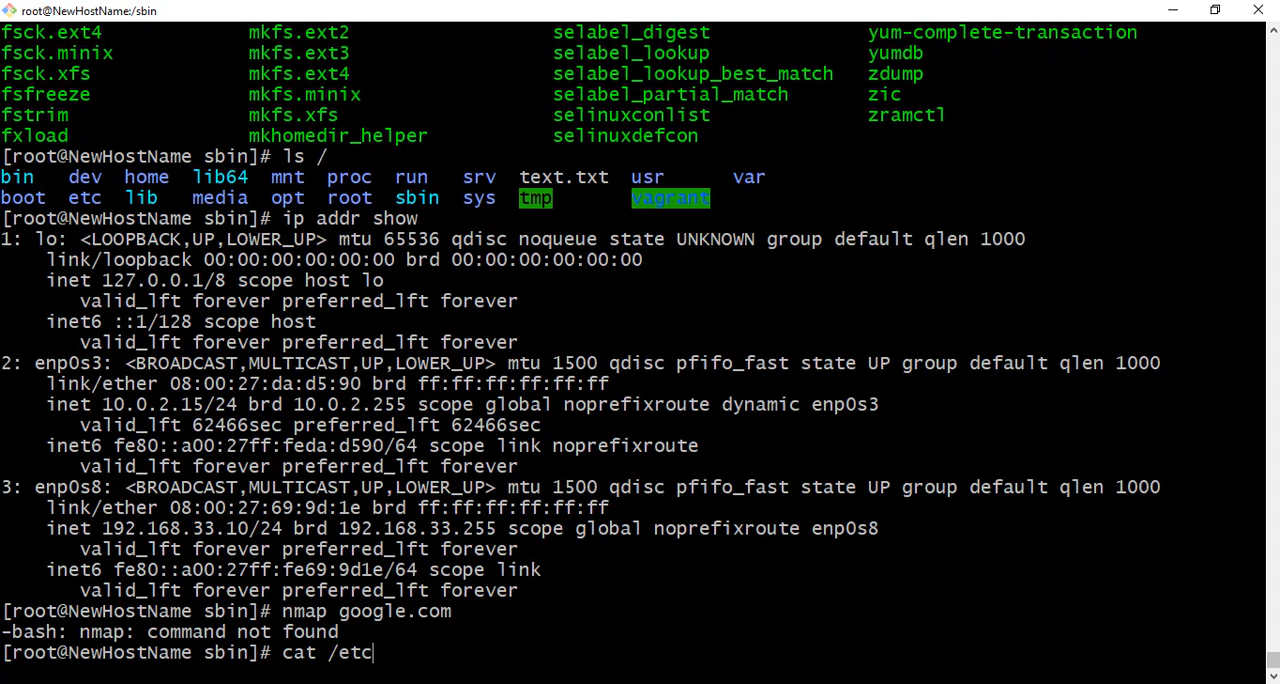 root@NewHostName:/sbin
fsck.ext4 mkfs.ext2 selabel_digest yum-complete-transaction
fsck.minix mkfs.ext3 selabel_lookup yumdb
fsck.xfs mkfs.ext4 selabel_lookup_best_match zdump
fsfreeze mkfs.minix selabel_partial_match zic
fstrim mkfs.xfs selinuxconlist zramctl
fxload mkhomedir_helper selinuxdefcon
[root@NewHostName sbin]# ls /
bin dev home lib64 mnt proc run srv text.txt usr var
boot etc lib media opt root sbin sys tmp vagrant
[root@NewHostName sbin]# ip addr show
1: lo: <LOOPBACK,UP,LOWER_UP> mtu 65536 qdisc noqueue state UNKNOWN group default qlen 1000
link/loopback 00:00:00:00:00:00 brd 00:00:00:00:00:00
inet 127.0.0.1/8 scope host lo
valid_lft forever preferred_lft forever
inet6 ::1/128 scope host
valid_lft forever preferred_lft forever
2: enp0s3: <BROADCAST,MULTICAST,UP,LOWER_UP> mtu 1500 qdisc pfifo_fast state UP group default qlen 1000
link/ether 08:00:27:da:d5:90 brd ff:ff:ff:ff:ff:ff
inet 10.0.2.15/24 brd 10.0.2.255 scope global noprefixroute dynamic enp0s3
valid_lft 62466sec preferred_lft 62466sec
inet6 fe80::a00:27ff:feda:d590/64 scope link noprefixroute
valid_lft forever preferred_lft forever
3: enp0s8: <BROADCAST,MULTICAST,UP,LOWER_UP> mtu 1500 qdisc pfifo_fast state UP group default qlen 1000
link/ether 08:00:27:69:9d:1e brd ff:ff:ff:ff:ff:ff
inet 192.168.33.10/24 brd 192.168.33.255 scope global noprefixroute enp0s8
valid_lft forever preferred_lft forever
inet6 fe80::a00:27ff:fe69:9d1e/64 scope link
valid_lft forever preferred_lft forever
[root@NewHostName sbin]# nmap google.com
-bash: nmap: command not found
[root@NewHostName sbin]# cat /etc